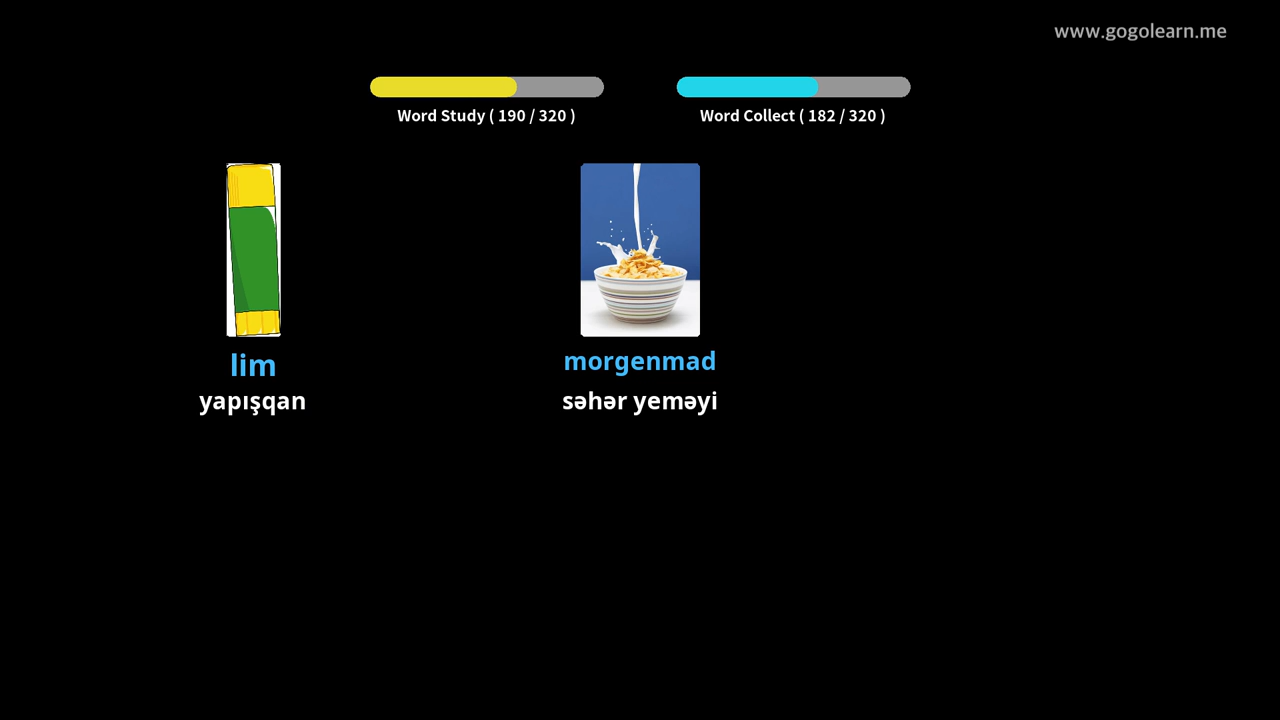 www.gogolearn.me
Word Study ( 190 / 320 )
Word Collect ( 182 / 320 )
lim
yapışqan
morgenmad
səhər yeməyi